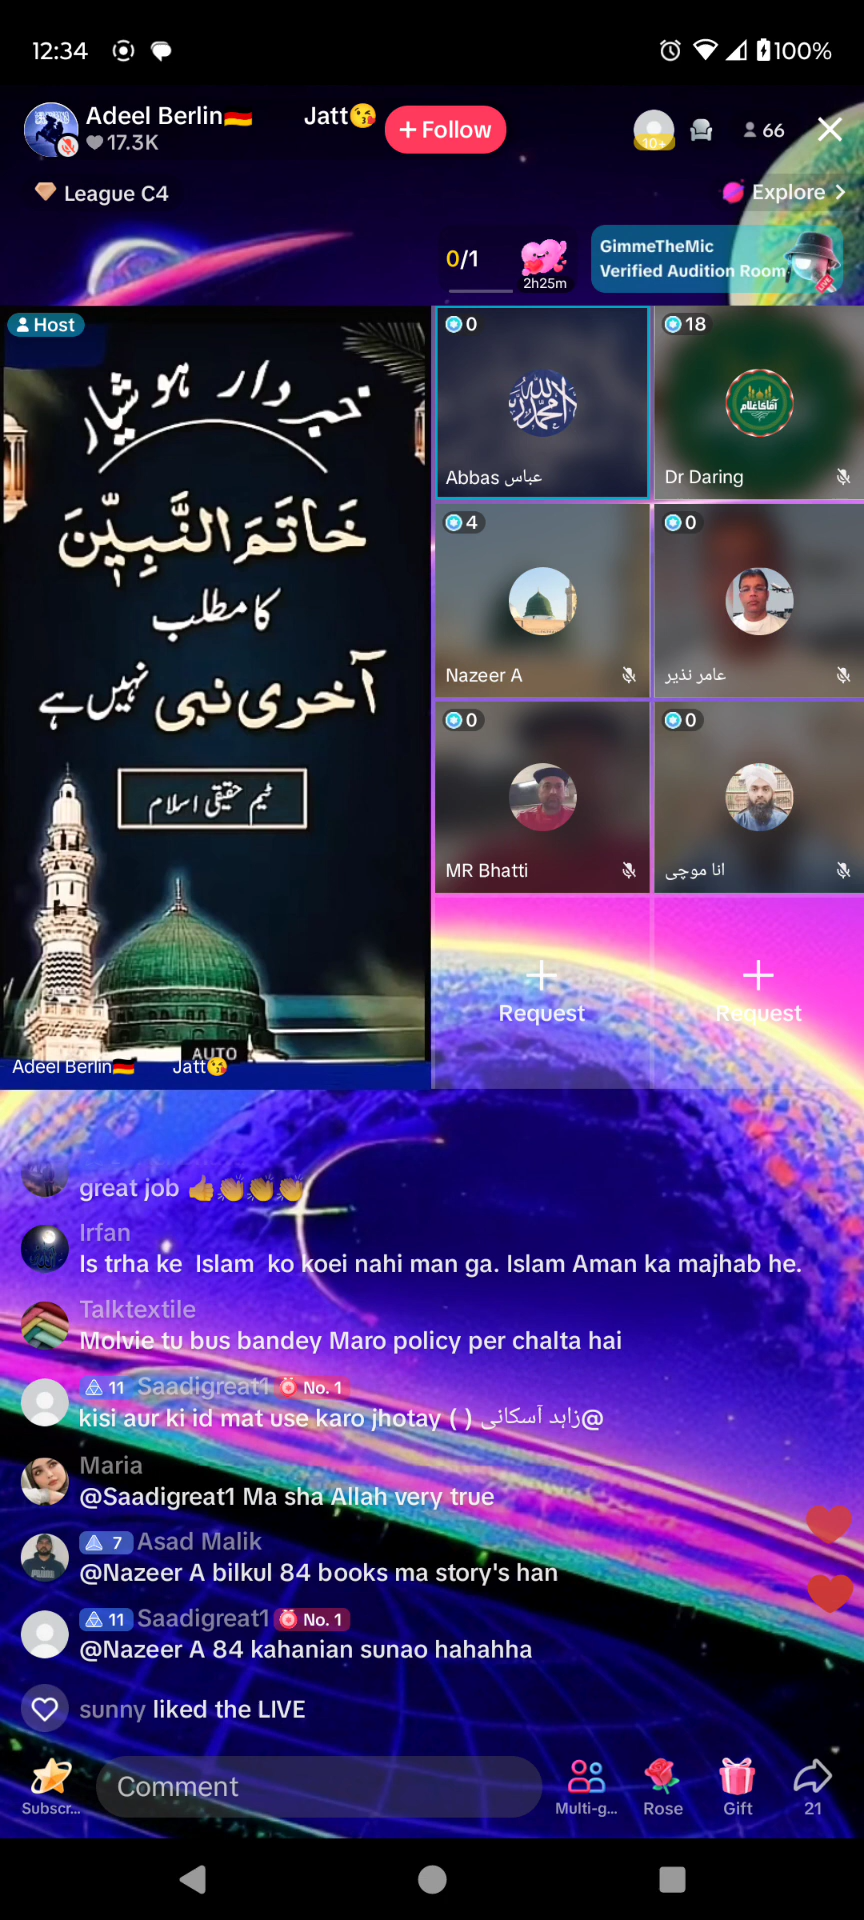 12:34
100%
Adeel Berlin🇩🇪 Jatt😘
17.3K
+ Follow
10+
66
League C4
Explore
0/1
2h25m
GimmeTheMic
Verified Audition Room
LIVE
Host
خبردار ہوشیار
خَاتَمَ النَّبِیّٖنَ
کا مطلب
آخری نبی نہیں ہے
ٹیم حقیقی اسلام
AUTO
Adeel Berlin🇩🇪 Jatt😘
0
Abbas عباس
18
آقا کا غلام
Dr Daring
4
Nazeer A
0
عامر نذیر
0
MR Bhatti
0
انا موچی
Request
Request
great job 👍👏👏👏
Irfan
Is trha ke Islam ko koei nahi man ga. Islam Aman ka majhab he.
Talktextile
Molvie tu bus bandey Maro policy per chalta hai
11 Saadigreat1 No. 1
kisi aur ki id mat use karo jhotay ( ) زاہد آسکانی@
Maria
@Saadigreat1 Ma sha Allah very true
7 Asad Malik
@Nazeer A bilkul 84 books ma story's han
11 Saadigreat1 No. 1
@Nazeer A 84 kahanian sunao hahahha
sunny liked the LIVE
Subscr...
Comment
Multi-g...
Rose
Gift
21